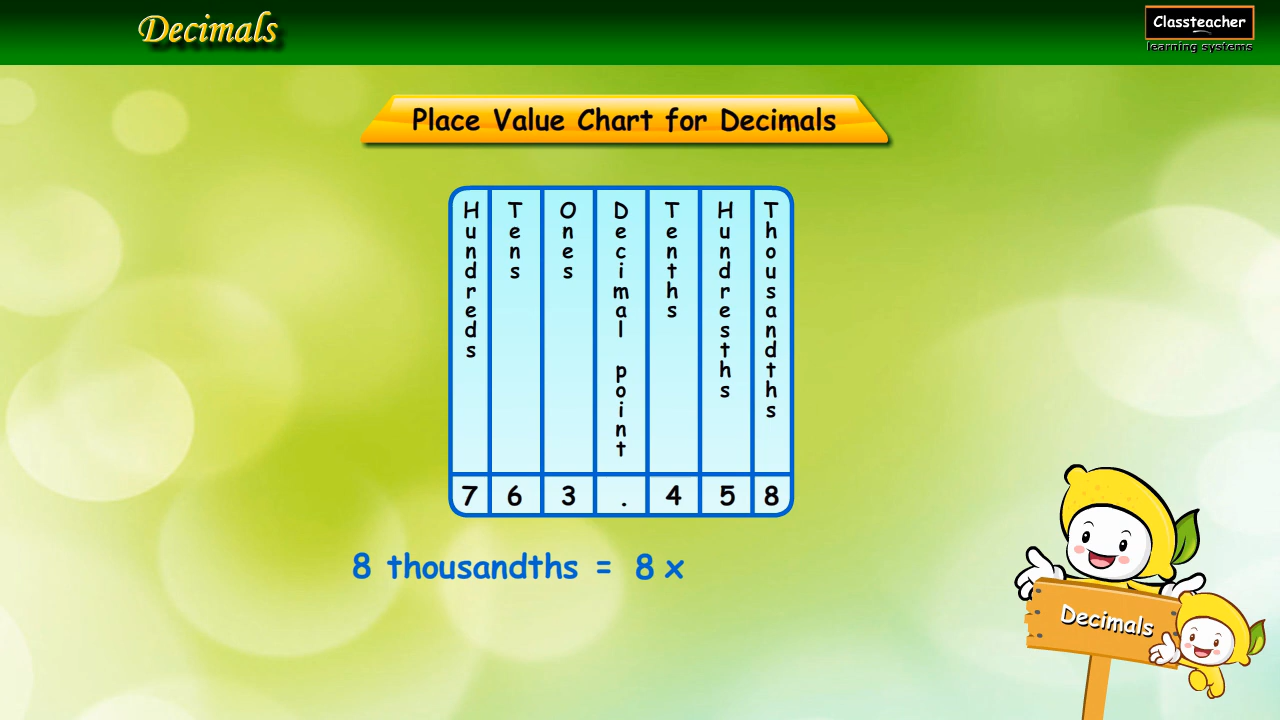 Decimals
Classteacher
learning systems
Place Value Chart for Decimals
Hundreds Tens Ones Decimal point Tenths Hundresths Thousandths
7 6 3 . 4 5 8
8 thousandths = 8 x
Decimals